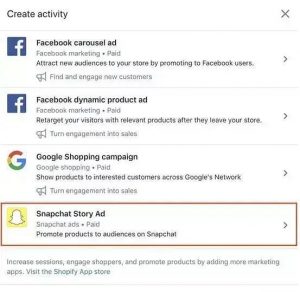 Create activity
Facebook carousel ad
Facebook marketing • Paid
Attract new audiences to your store by promoting to Facebook users.
Find and engage new customers
Facebook dynamic product ad
Facebook marketing • Paid
Retarget your visitors with relevant products after they leave your store.
Turn engagement into sales
Google Shopping campaign
Google shopping • Paid
Show products to interested customers across Google's Network
Turn engagement into sales
Snapchat Story Ad
Snapchat ads • Paid
Promote products to audiences on Snapchat
Increase sessions, engage shoppers, and promote products by adding more marketing
apps. Visit the Shopify App store